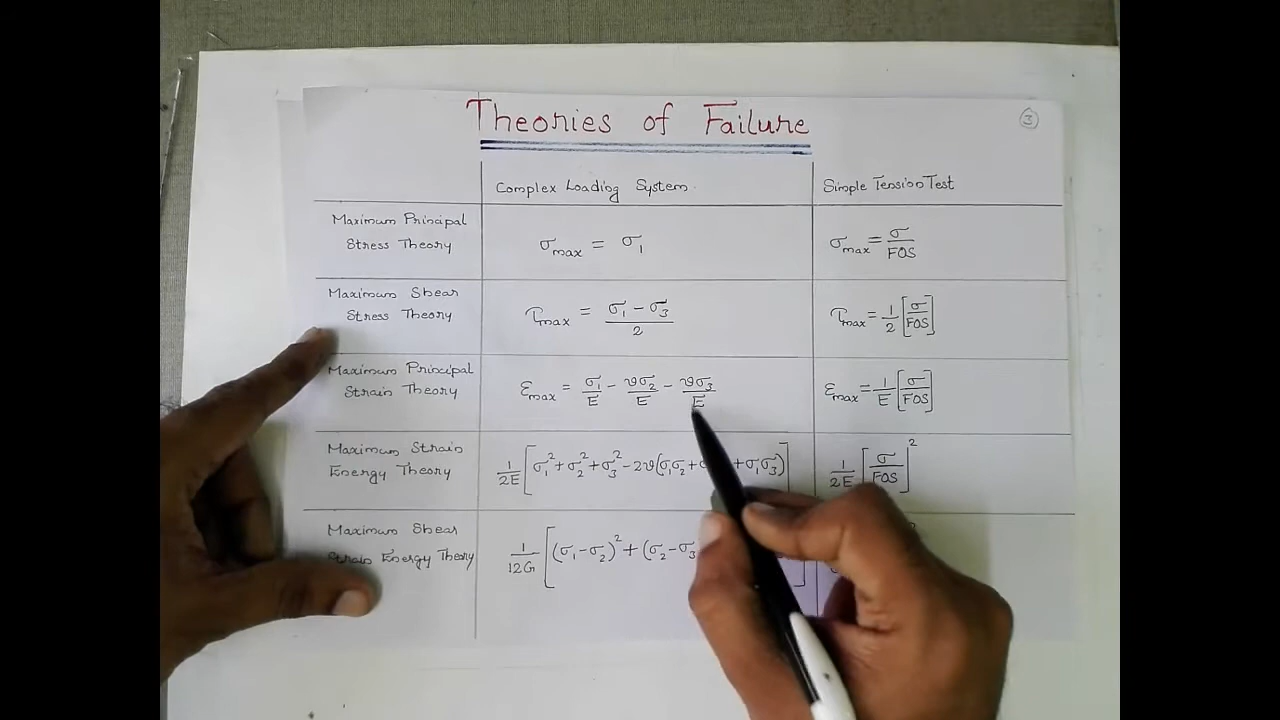 Theories of Failure
3
Complex Loading System.
Simple Tension Test
Maximum Principal
Stress Theory
σmax = σ1
σmax = σ/FOS
Maximum Shear
Stress Theory
τmax = (σ1 − σ3)/2
τmax = 1/2 [σ/FOS]
Maximum Principal
Strain Theory
εmax = σ1/E − ϑσ2/E − ϑσ3/E
εmax = 1/E [σ/FOS]
Maximum Strain
Energy Theory
1/2E [σ1² + σ2² + σ3² − 2ϑ(σ1σ2 + + σ1σ3)]
1/2E [σ/FOS]²
Maximum Shear
Strain Energy Theory
1/12G [(σ1 − σ2)² + (σ2 − σ3